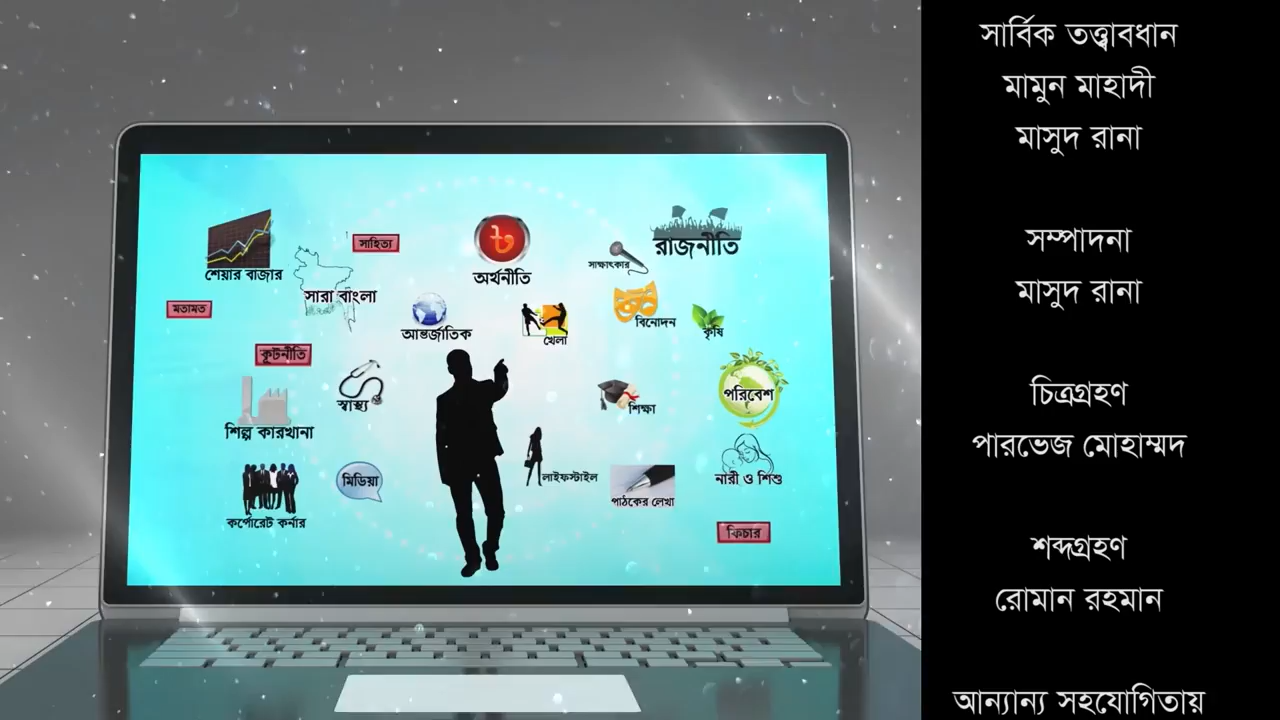 সাহিত্য
রাজনীতি
সাক্ষাৎকার
শেয়ার বাজার
অর্থনীতি
সারা বাংলা
মতামত
বিনোদন
আন্তর্জাতিক
খেলা
কৃষি
কূটনীতি
পরিবেশ
স্বাস্থ্য
শিক্ষা
শিল্প কারখানা
মিডিয়া
লাইফস্টাইল
নারী ও শিশু
পাঠকের লেখা
কর্পোরেট কর্নার
ফিচার
সার্বিক তত্ত্বাবধান
মামুন মাহাদী
মাসুদ রানা
সম্পাদনা
মাসুদ রানা
চিত্রগ্রহণ
পারভেজ মোহাম্মদ
শব্দগ্রহণ
রোমান রহমান
আন্যান্য সহযোগিতায়